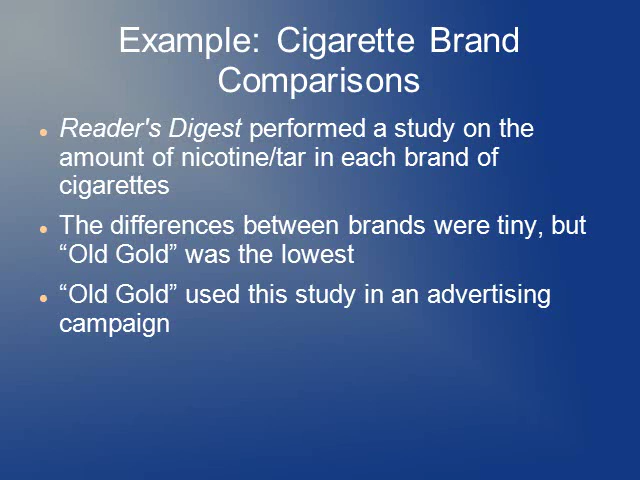 Example: Cigarette Brand
Comparisons
Reader's Digest performed a study on the
amount of nicotine/tar in each brand of
cigarettes
The differences between brands were tiny, but
“Old Gold” was the lowest
“Old Gold” used this study in an advertising
campaign